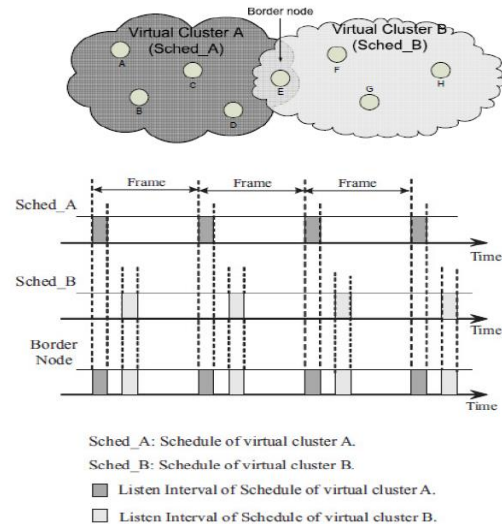 Border node
Virtual Cluster A
(Sched_A)
Virtual Cluster B
(Sched_B)
A
B
C
D
E
F
G
H
Frame
Frame
Frame
Sched_A
Time
Sched_B
Time
Border
Node
Time
Sched_A: Schedule of virtual cluster A.
Sched_B: Schedule of virtual cluster B.
Listen Interval of Schedule of virtual cluster A.
Listen Interval of Schedule of virtual cluster B.